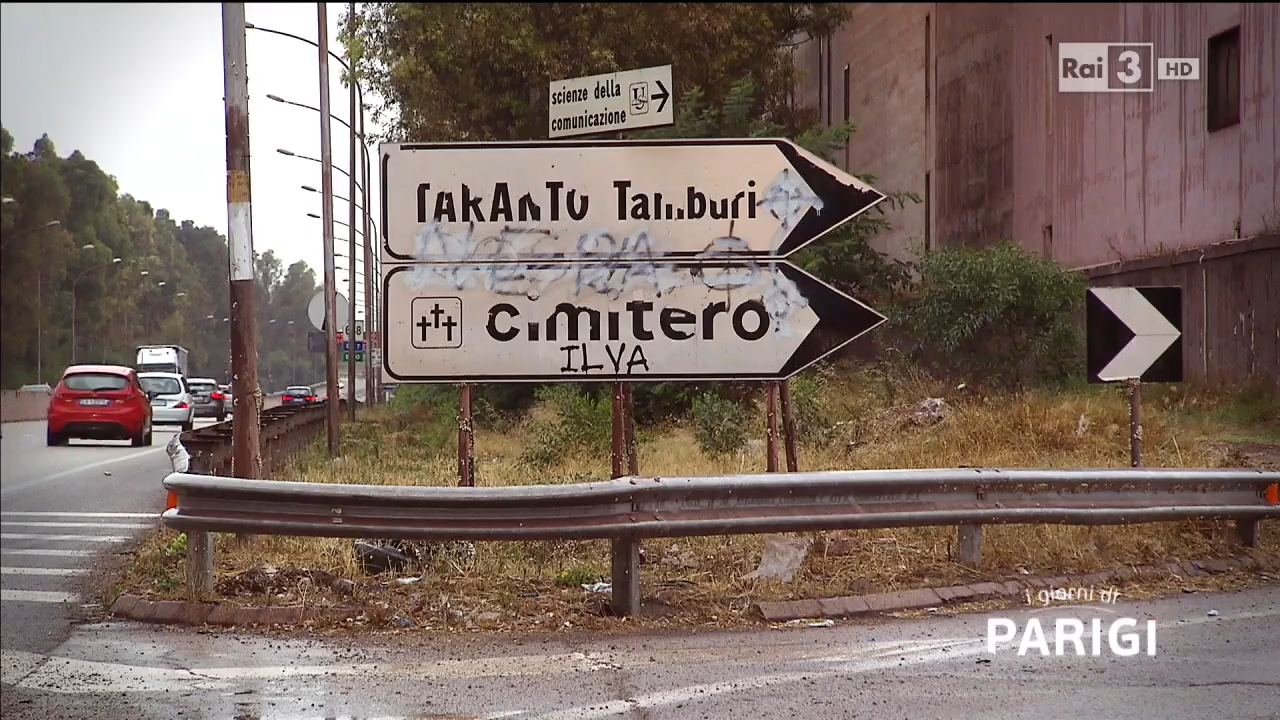 Rai 3 HD
scienze della
comunicazione
TARANTO Tamburi
cimitero
ILVA
i giorni di
PARIGI